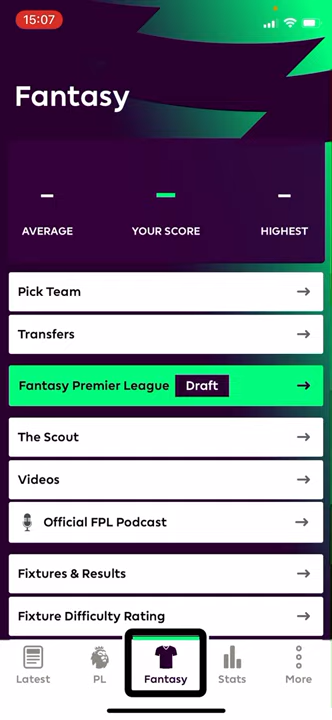 15:07
Fantasy
AVERAGE
YOUR SCORE
HIGHEST
Pick Team
Transfers
Fantasy Premier League Draft
The Scout
Videos
Official FPL Podcast
Fixtures & Results
Fixture Difficulty Rating
Latest
PL
Fantasy
Stats
More